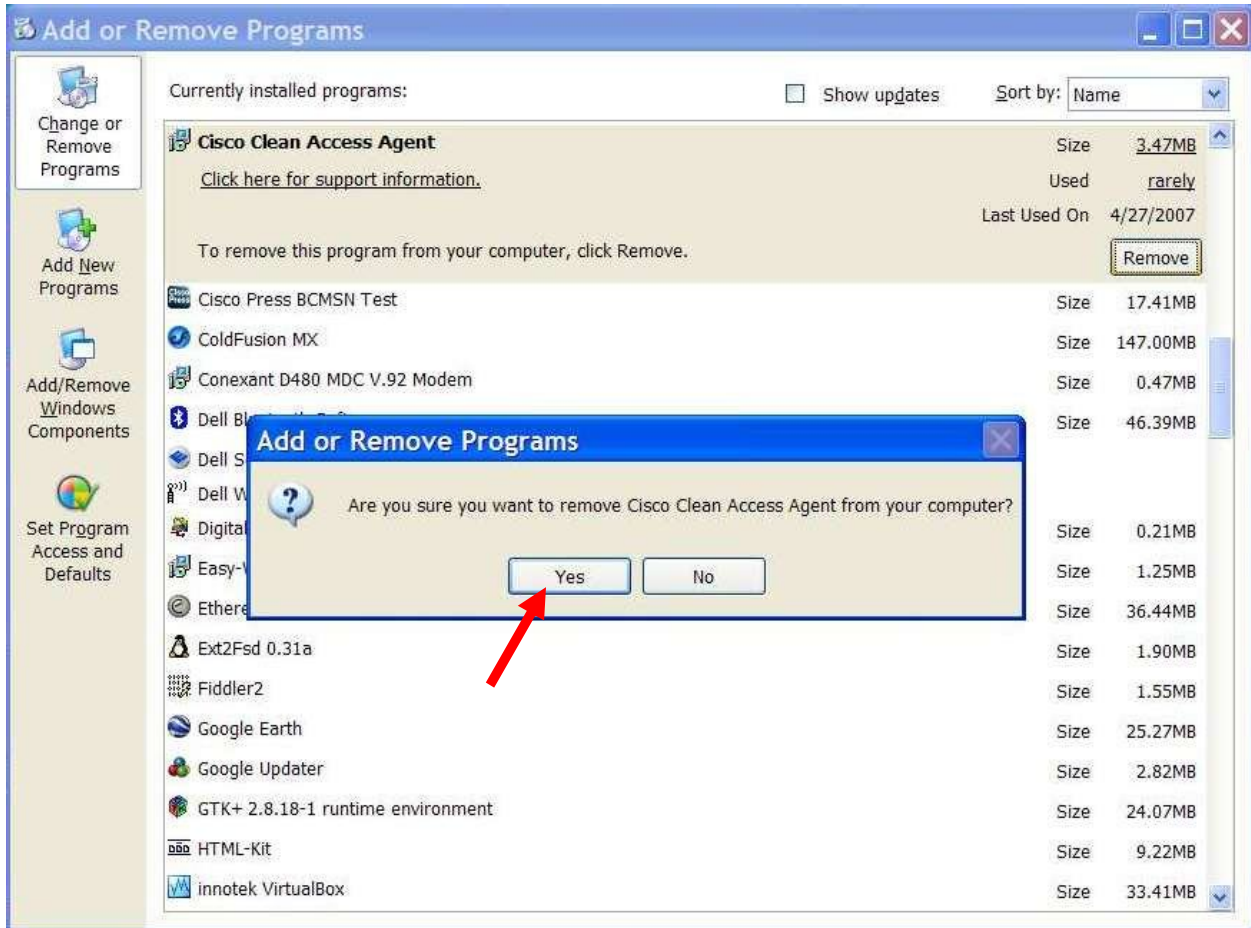 Add or Remove Programs
Change or
Remove
Programs
Add New
Programs
Add/Remove
Windows
Components
Set Program
Access and
Defaults
Currently installed programs:
Show updates
Sort by: Name
Cisco Clean Access Agent Size 3.47MB
Click here for support information. Used rarely
Last Used On 4/27/2007
To remove this program from your computer, click Remove. Remove
Cisco Press BCMSN Test Size 17.41MB
ColdFusion MX Size 147.00MB
Conexant D480 MDC V.92 Modem Size 0.47MB
Dell Size 46.39MB
Dell
Dell
Digital Size 0.21MB
Size 1.25MB
Size 36.44MB
Add or Remove Programs
Are you sure you want to remove Cisco Clean Access Agent from your computer?
Yes No
Ext2Fsd 0.31a Size 1.90MB
Fiddler2 Size 1.55MB
Google Earth Size 25.27MB
Google Updater Size 2.82MB
GTK+ 2.8.18-1 runtime environment Size 24.07MB
HTML-Kit Size 9.22MB
innotek VirtualBox Size 33.41MB